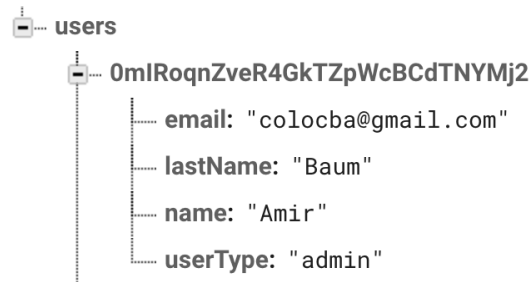 users
0mIRoqnZveR4GkTZpWcBCdTNYMj2
email: "colocba@gmail.com"
lastName: "Baum"
name: "Amir"
userType: "admin"